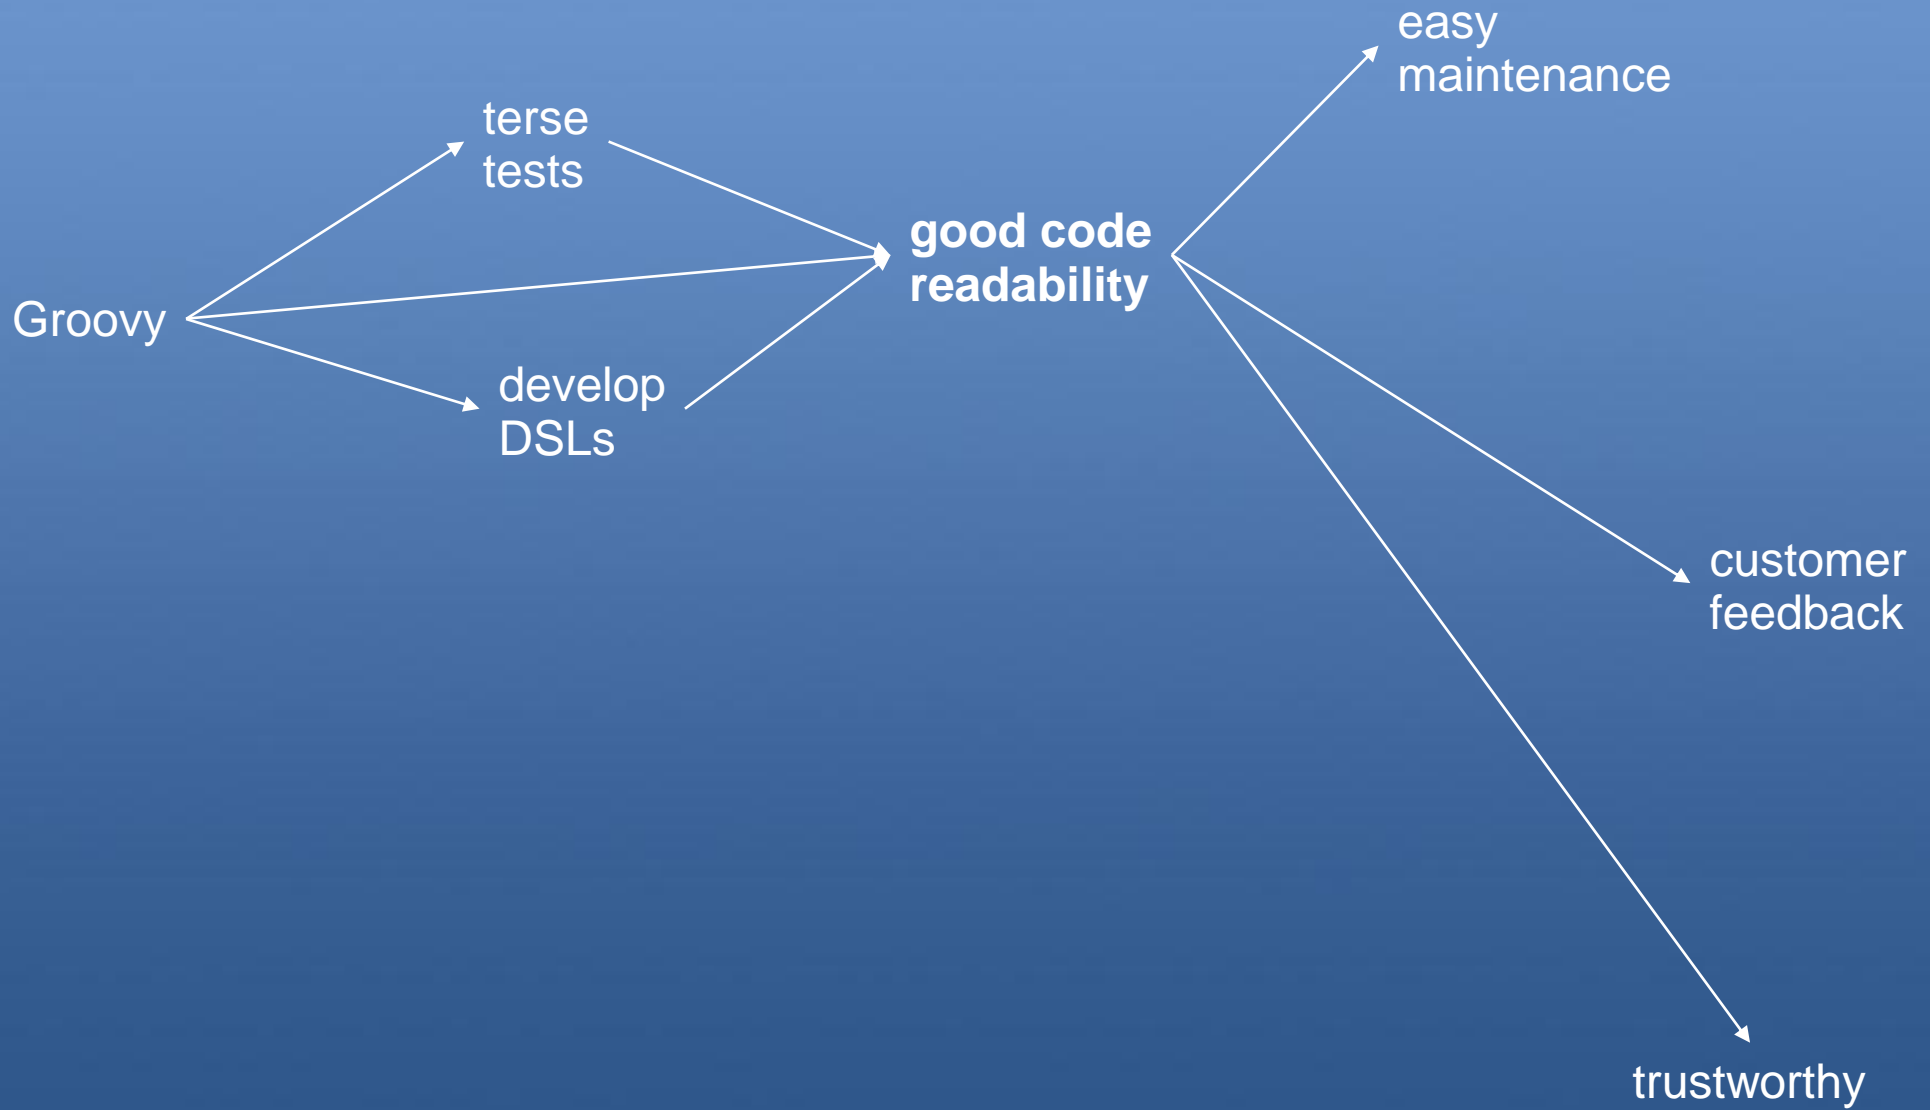 Groovy
terse
tests
develop
DSLs
good code
readability
easy
maintenance
customer
feedback
trustworthy